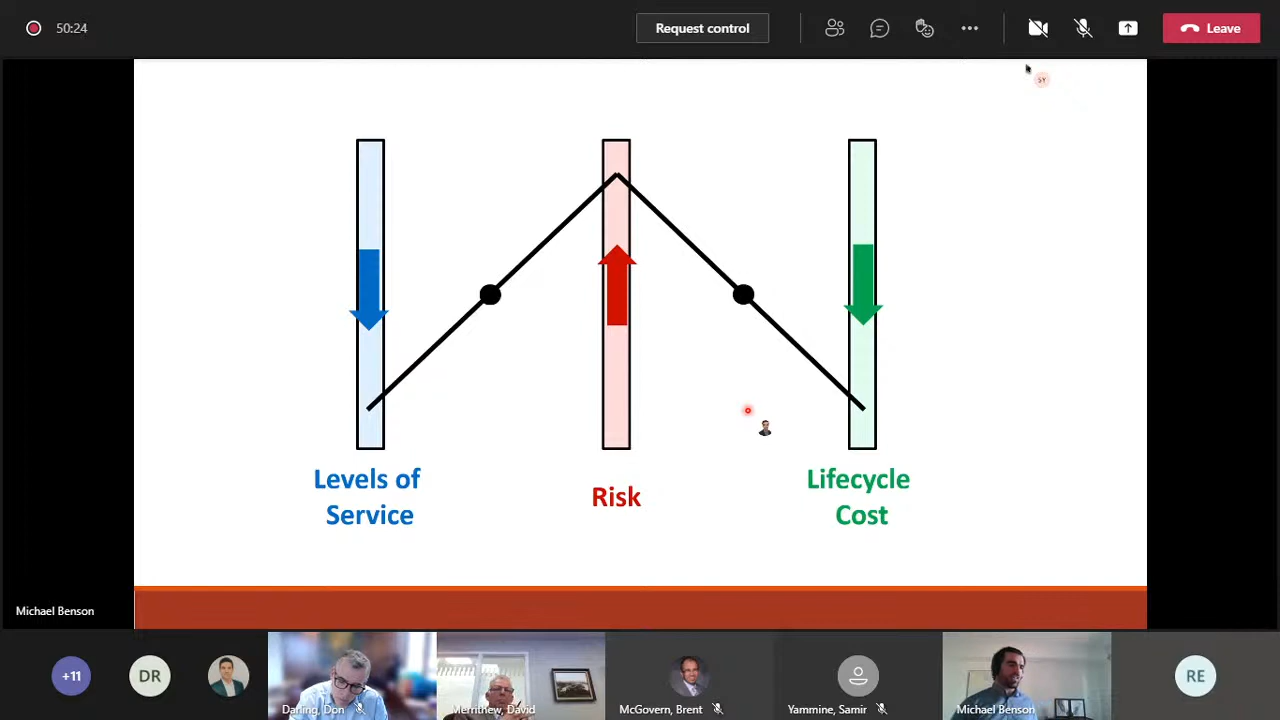 50:24
Request control
Leave
SY
Levels of
Service
Risk
Lifecycle
Cost
Michael Benson
+11
DR
Darling, Don
Merrithew, David
McGovern, Brent
Yammine, Samir
Michael Benson
RE